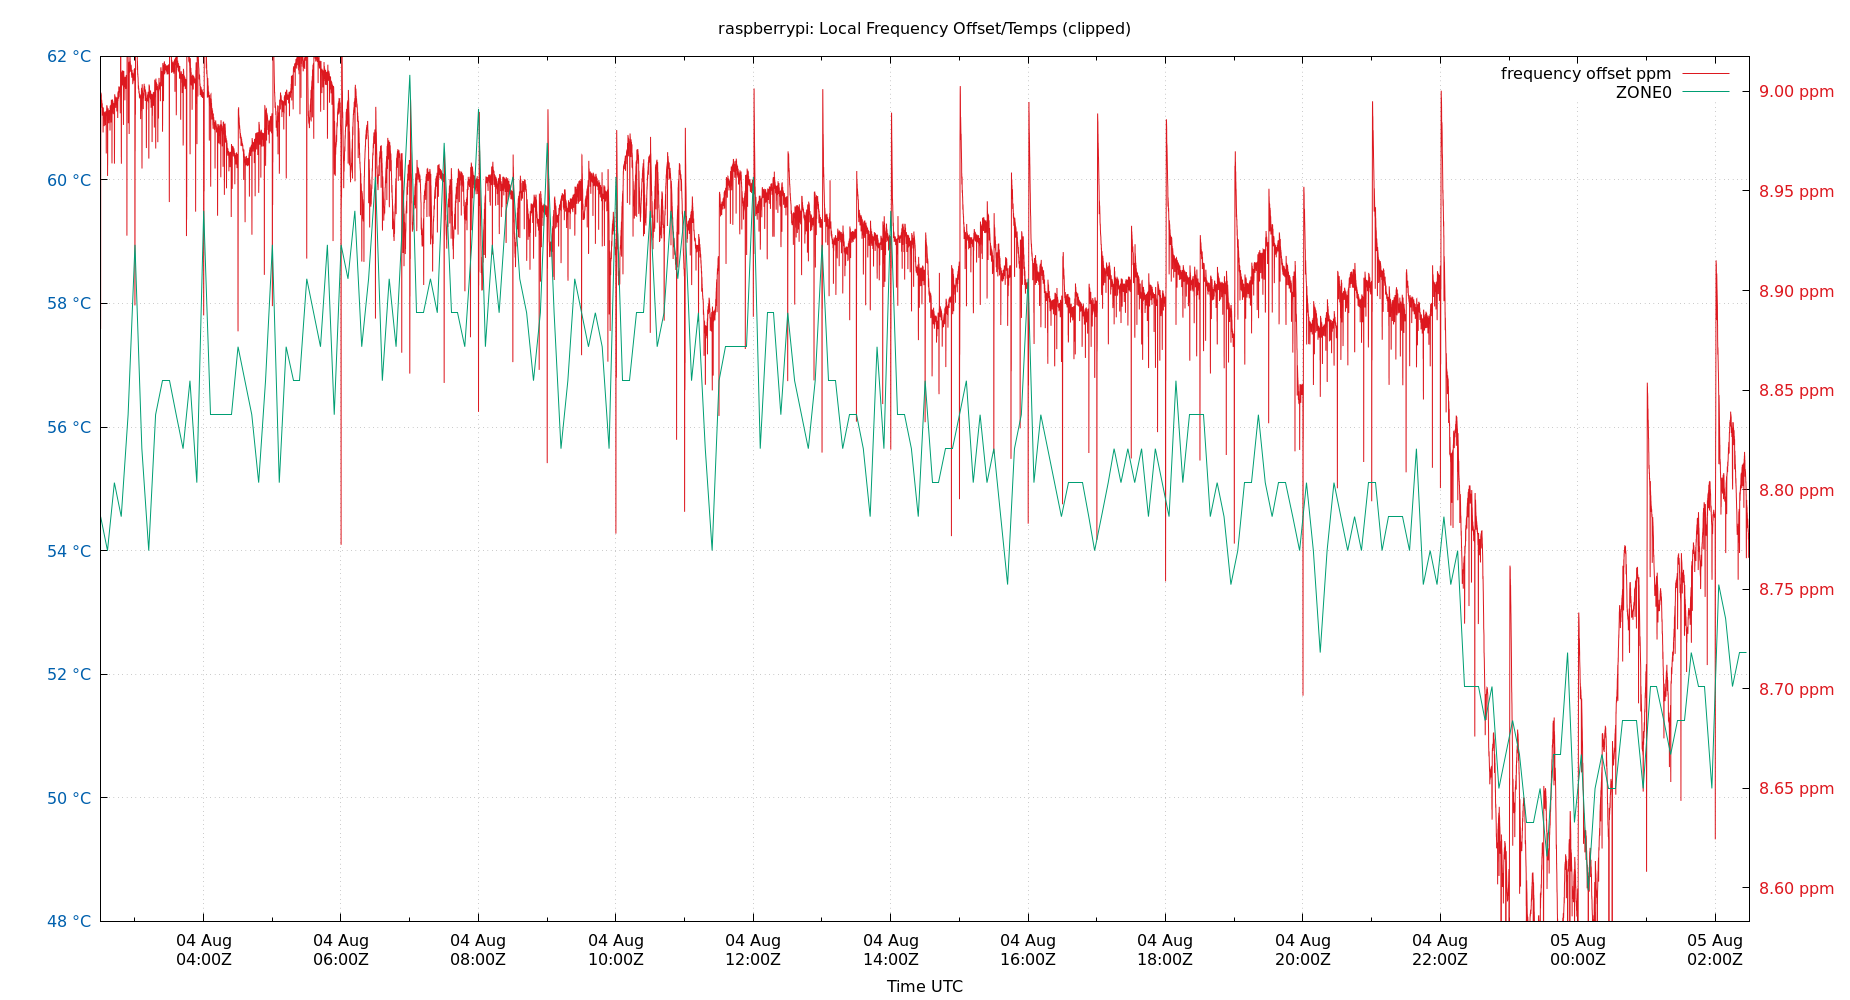 raspberrypi: Local Frequency Offset/Temps (clipped)
frequency offset ppm
ZONE0
62 °C
60 °C
58 °C
56 °C
54 °C
52 °C
50 °C
48 °C
9.00 ppm
8.95 ppm
8.90 ppm
8.85 ppm
8.80 ppm
8.75 ppm
8.70 ppm
8.65 ppm
8.60 ppm
04 Aug 04 Aug 04 Aug 04 Aug 04 Aug 04 Aug 04 Aug 04 Aug 04 Aug 04 Aug 05 Aug 05 Aug
04:00Z 06:00Z 08:00Z 10:00Z 12:00Z 14:00Z 16:00Z 18:00Z 20:00Z 22:00Z 00:00Z 02:00Z
Time UTC